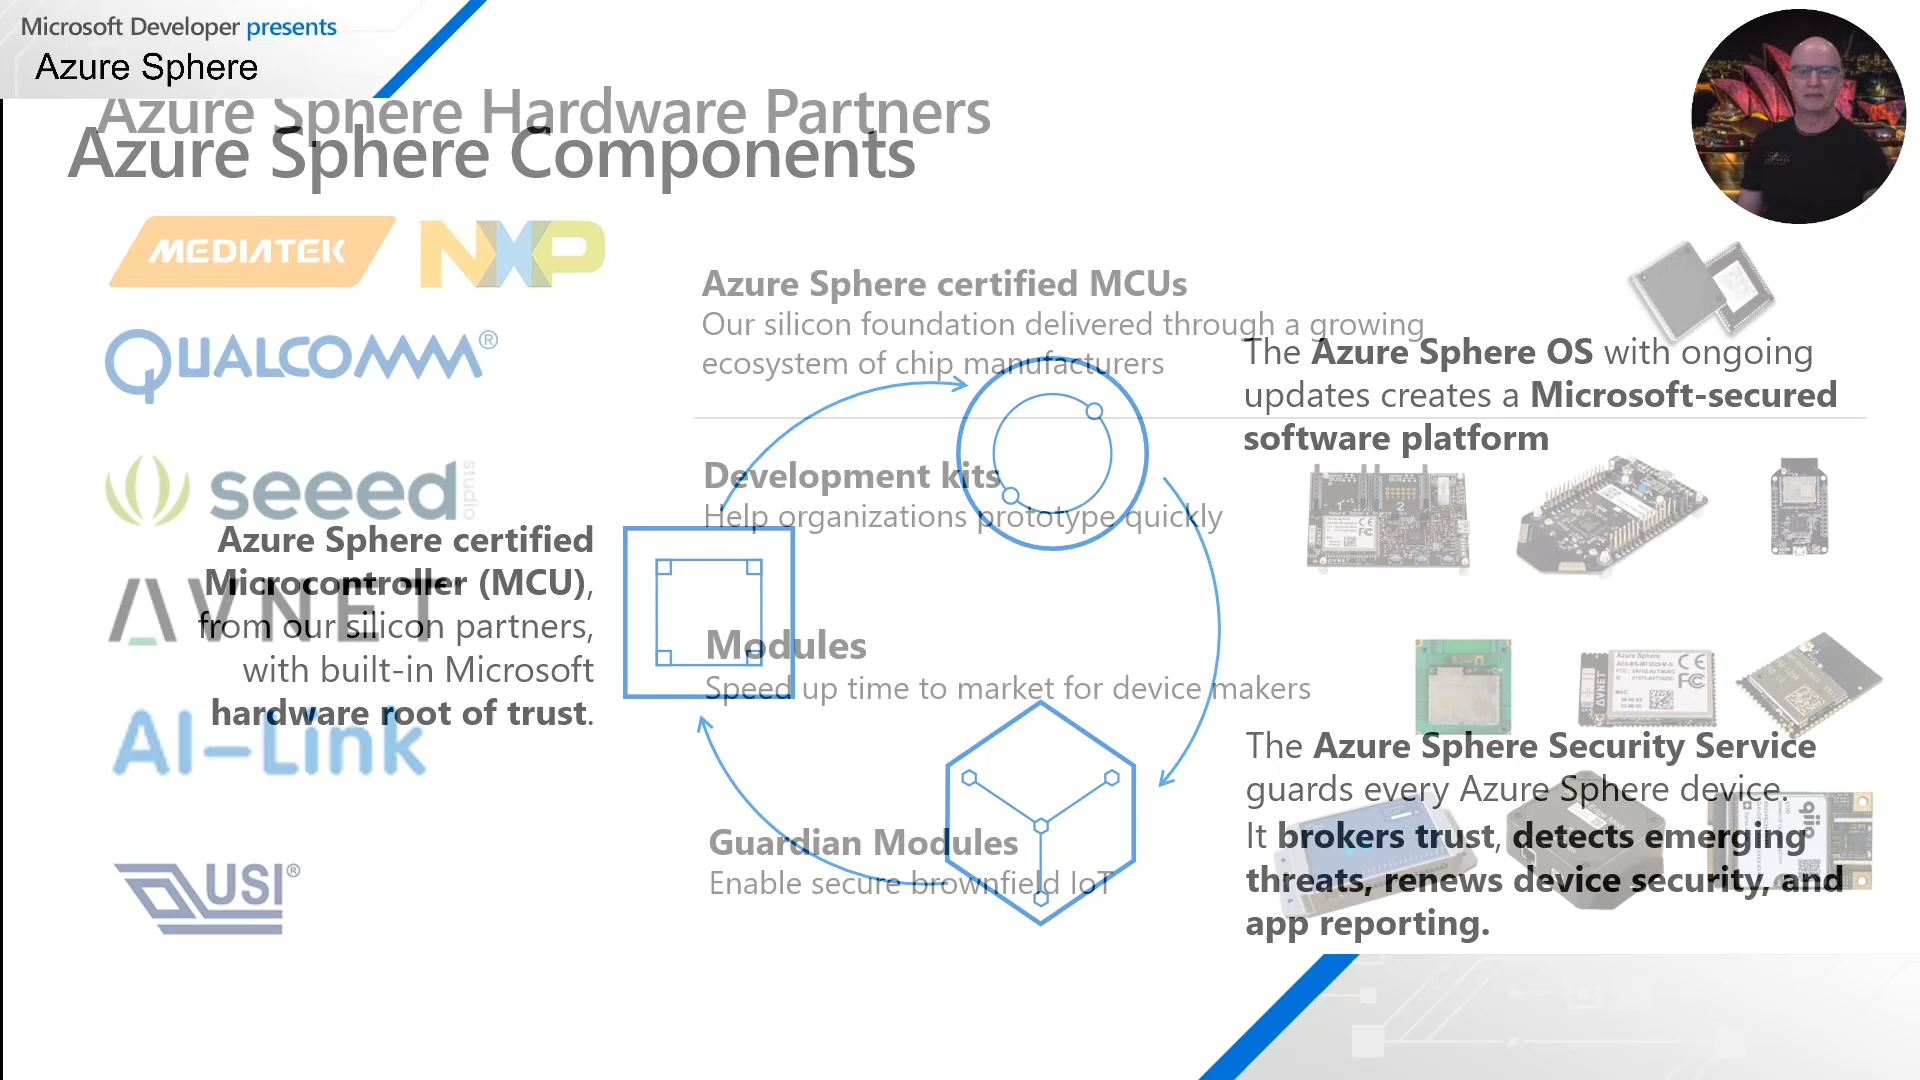 Microsoft Developer presents
Azure Sphere
Azure Sphere Hardware Partners
Azure Sphere Components
MEDIATEK
NXP
QUALCOMM®
seeed
studio
AVNET
AI-Link
USI®
Azure Sphere certified
Microcontroller (MCU),
from our silicon partners,
with built-in Microsoft
hardware root of trust.
Azure Sphere certified MCUs
Our silicon foundation delivered through a growing
ecosystem of chip manufacturers
Development kits
Help organizations prototype quickly
Modules
Speed up time to market for device makers
Guardian Modules
Enable secure brownfield IoT
The Azure Sphere OS with ongoing
updates creates a Microsoft-secured
software platform
Azure Sphere
AVNET
The Azure Sphere Security Service
guards every Azure Sphere device.
It brokers trust, detects emerging
threats, renews device security, and
app reporting.
qiio